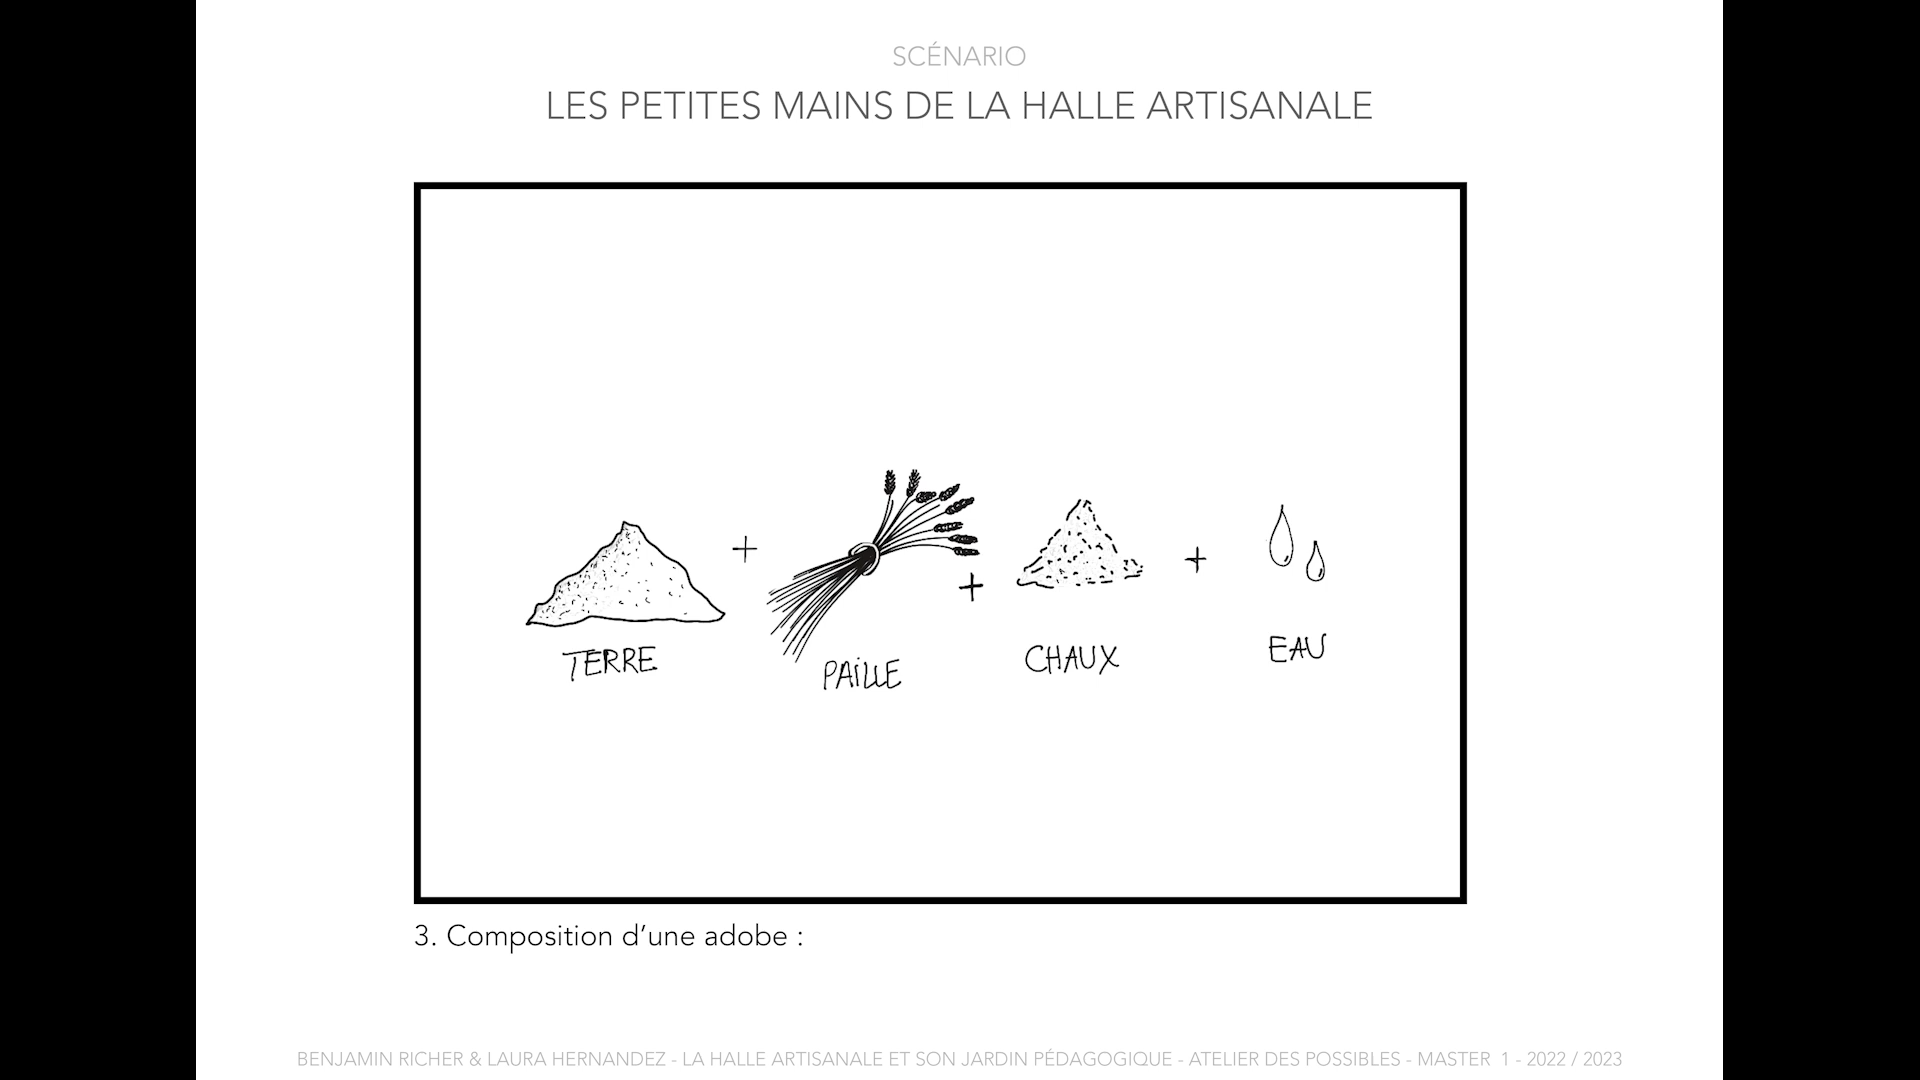 SCÉNARIO
LES PETITES MAINS DE LA HALLE ARTISANALE
TERRE
+
PAILLE
+
CHAUX
+
EAU
3. Composition d’une adobe :
BENJAMIN RICHER & LAURA HERNANDEZ - LA HALLE ARTISANALE ET SON JARDIN PÉDAGOGIQUE - ATELIER DES POSSIBLES - MASTER 1 - 2022 / 2023